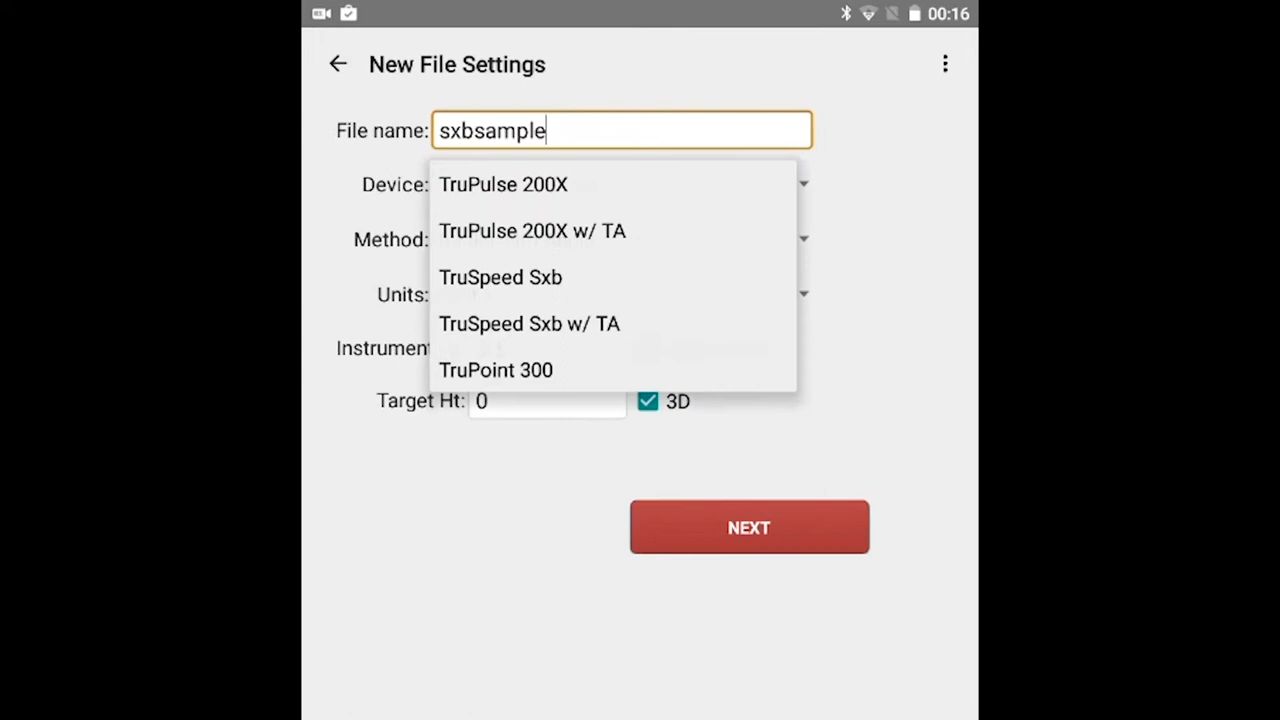 00:16
New File Settings
File name: sxbsample
Device: TruPulse 200X
TruPulse 200X w/ TA
Method:
TruSpeed Sxb
Units:
TruSpeed Sxb w/ TA
Instrument
TruPoint 300
Target Ht: 0 3D
NEXT